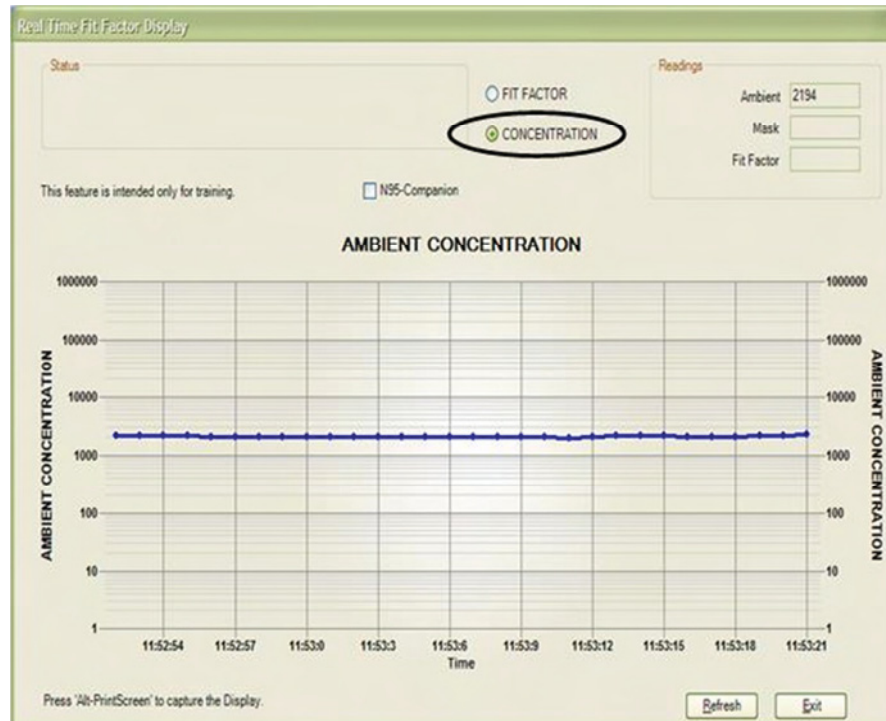 Real Time Fit Factor Display
Status
FIT FACTOR
CONCENTRATION
Readings
Ambient 2194
Mask
Fit Factor
This feature is intended only for training.
N95-Companion
AMBIENT CONCENTRATION
AMBIENT CONCENTRATION
1000000
100000
10000
1000
100
10
1
1000000
100000
10000
1000
100
10
1
AMBIENT CONCENTRATION
11:52:54 11:52:57 11:53:0 11:53:3 11:53:6 11:53:9 11:53:12 11:53:15 11:53:18 11:53:21
Time
Press 'Alt-PrintScreen' to capture the Display.
Refresh
Exit